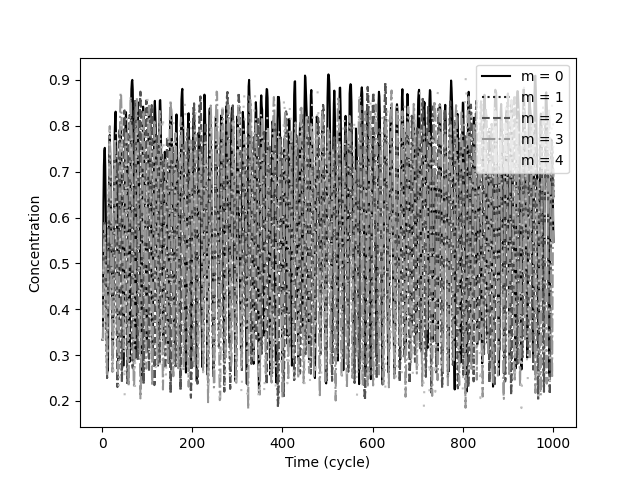 0.9
0.8
0.7
0.6
0.5
0.4
0.3
0.2
Concentration
0
200
400
600
800
1000
Time (cycle)
m = 0
m = 1
m = 2
m = 3
m = 4